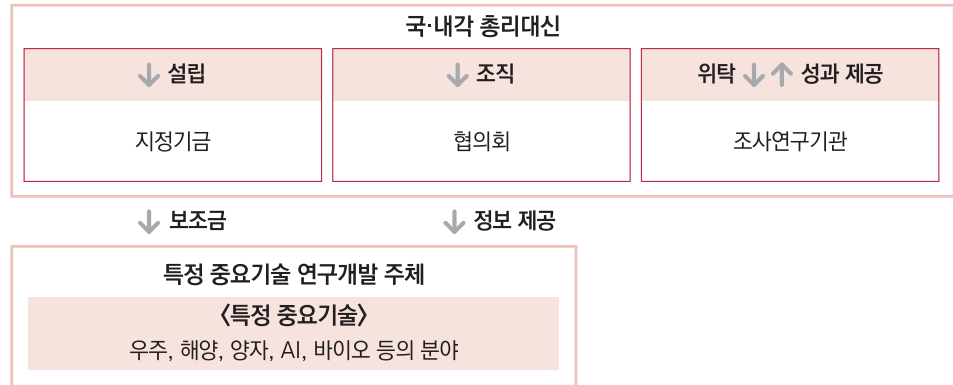 국·내각 총리대신
↓ 설립
↓ 조직
위탁 ↓↑ 성과 제공
지정기금
협의회
조사연구기관
↓ 보조금
↓ 정보 제공
특정 중요기술 연구개발 주체
〈특정 중요기술〉
우주, 해양, 양자, AI, 바이오 등의 분야